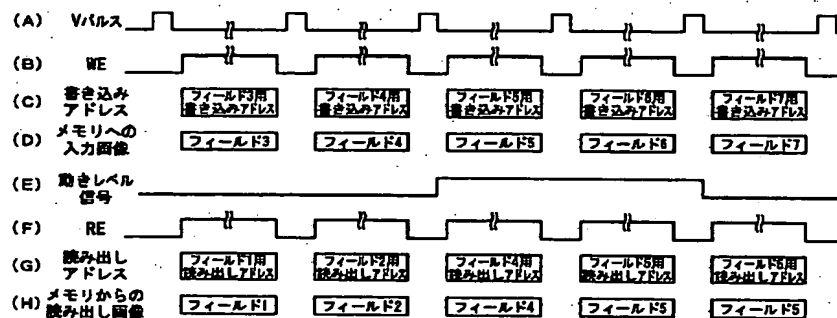 (A) Vパルス
(B) WE
(C) 書き込みアドレス フィールド3用書き込みアドレス フィールド4用書き込みアドレス フィールド5用書き込みアドレス フィールド6用書き込みアドレス フィールド7用書き込みアドレス
(D) メモリへの入力画像 フィールド3 フィールド4 フィールド5 フィールド6 フィールド7
(E) 動きレベル信号
(F) RE
(G) 読み出しアドレス フィールド1用読み出しアドレス フィールド2用読み出しアドレス フィールド4用読み出しアドレス フィールド5用読み出しアドレス フィールド5用読み出しアドレス
(H) メモリからの読み出し画像 フィールド1 フィールド2 フィールド4 フィールド5 フィールド5